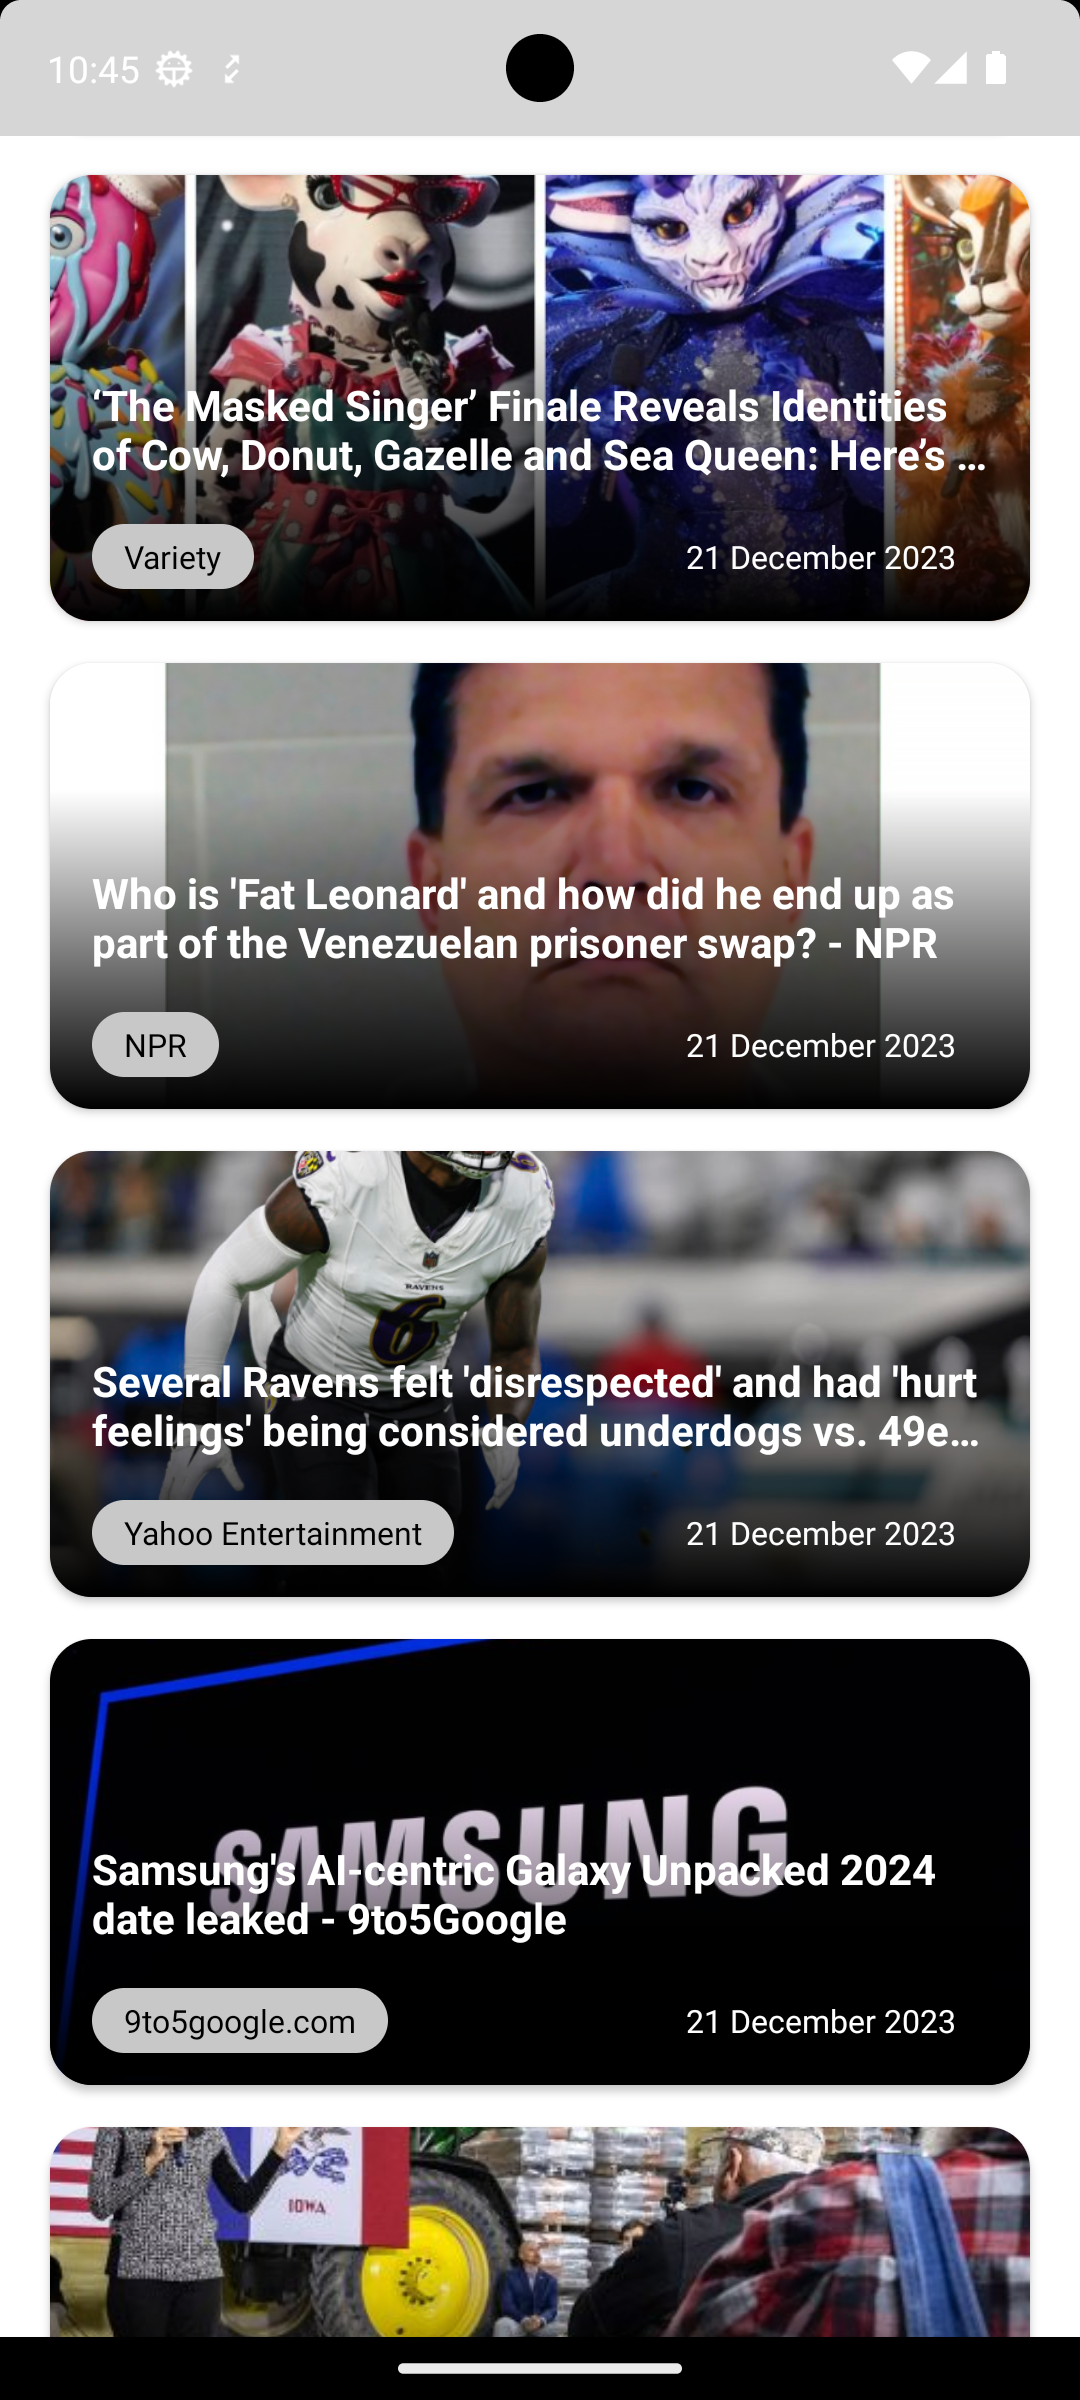 10:45
‘The Masked Singer’ Finale Reveals Identities
of Cow, Donut, Gazelle and Sea Queen: Here’s …
Variety
21 December 2023
Who is 'Fat Leonard' and how did he end up as
part of the Venezuelan prisoner swap? - NPR
NPR
21 December 2023
RAVENS
6
Several Ravens felt 'disrespected' and had 'hurt
feelings' being considered underdogs vs. 49e…
Yahoo Entertainment
21 December 2023
SAMSUNG
Samsung's AI-centric Galaxy Unpacked 2024
date leaked - 9to5Google
9to5google.com
21 December 2023
IOWA